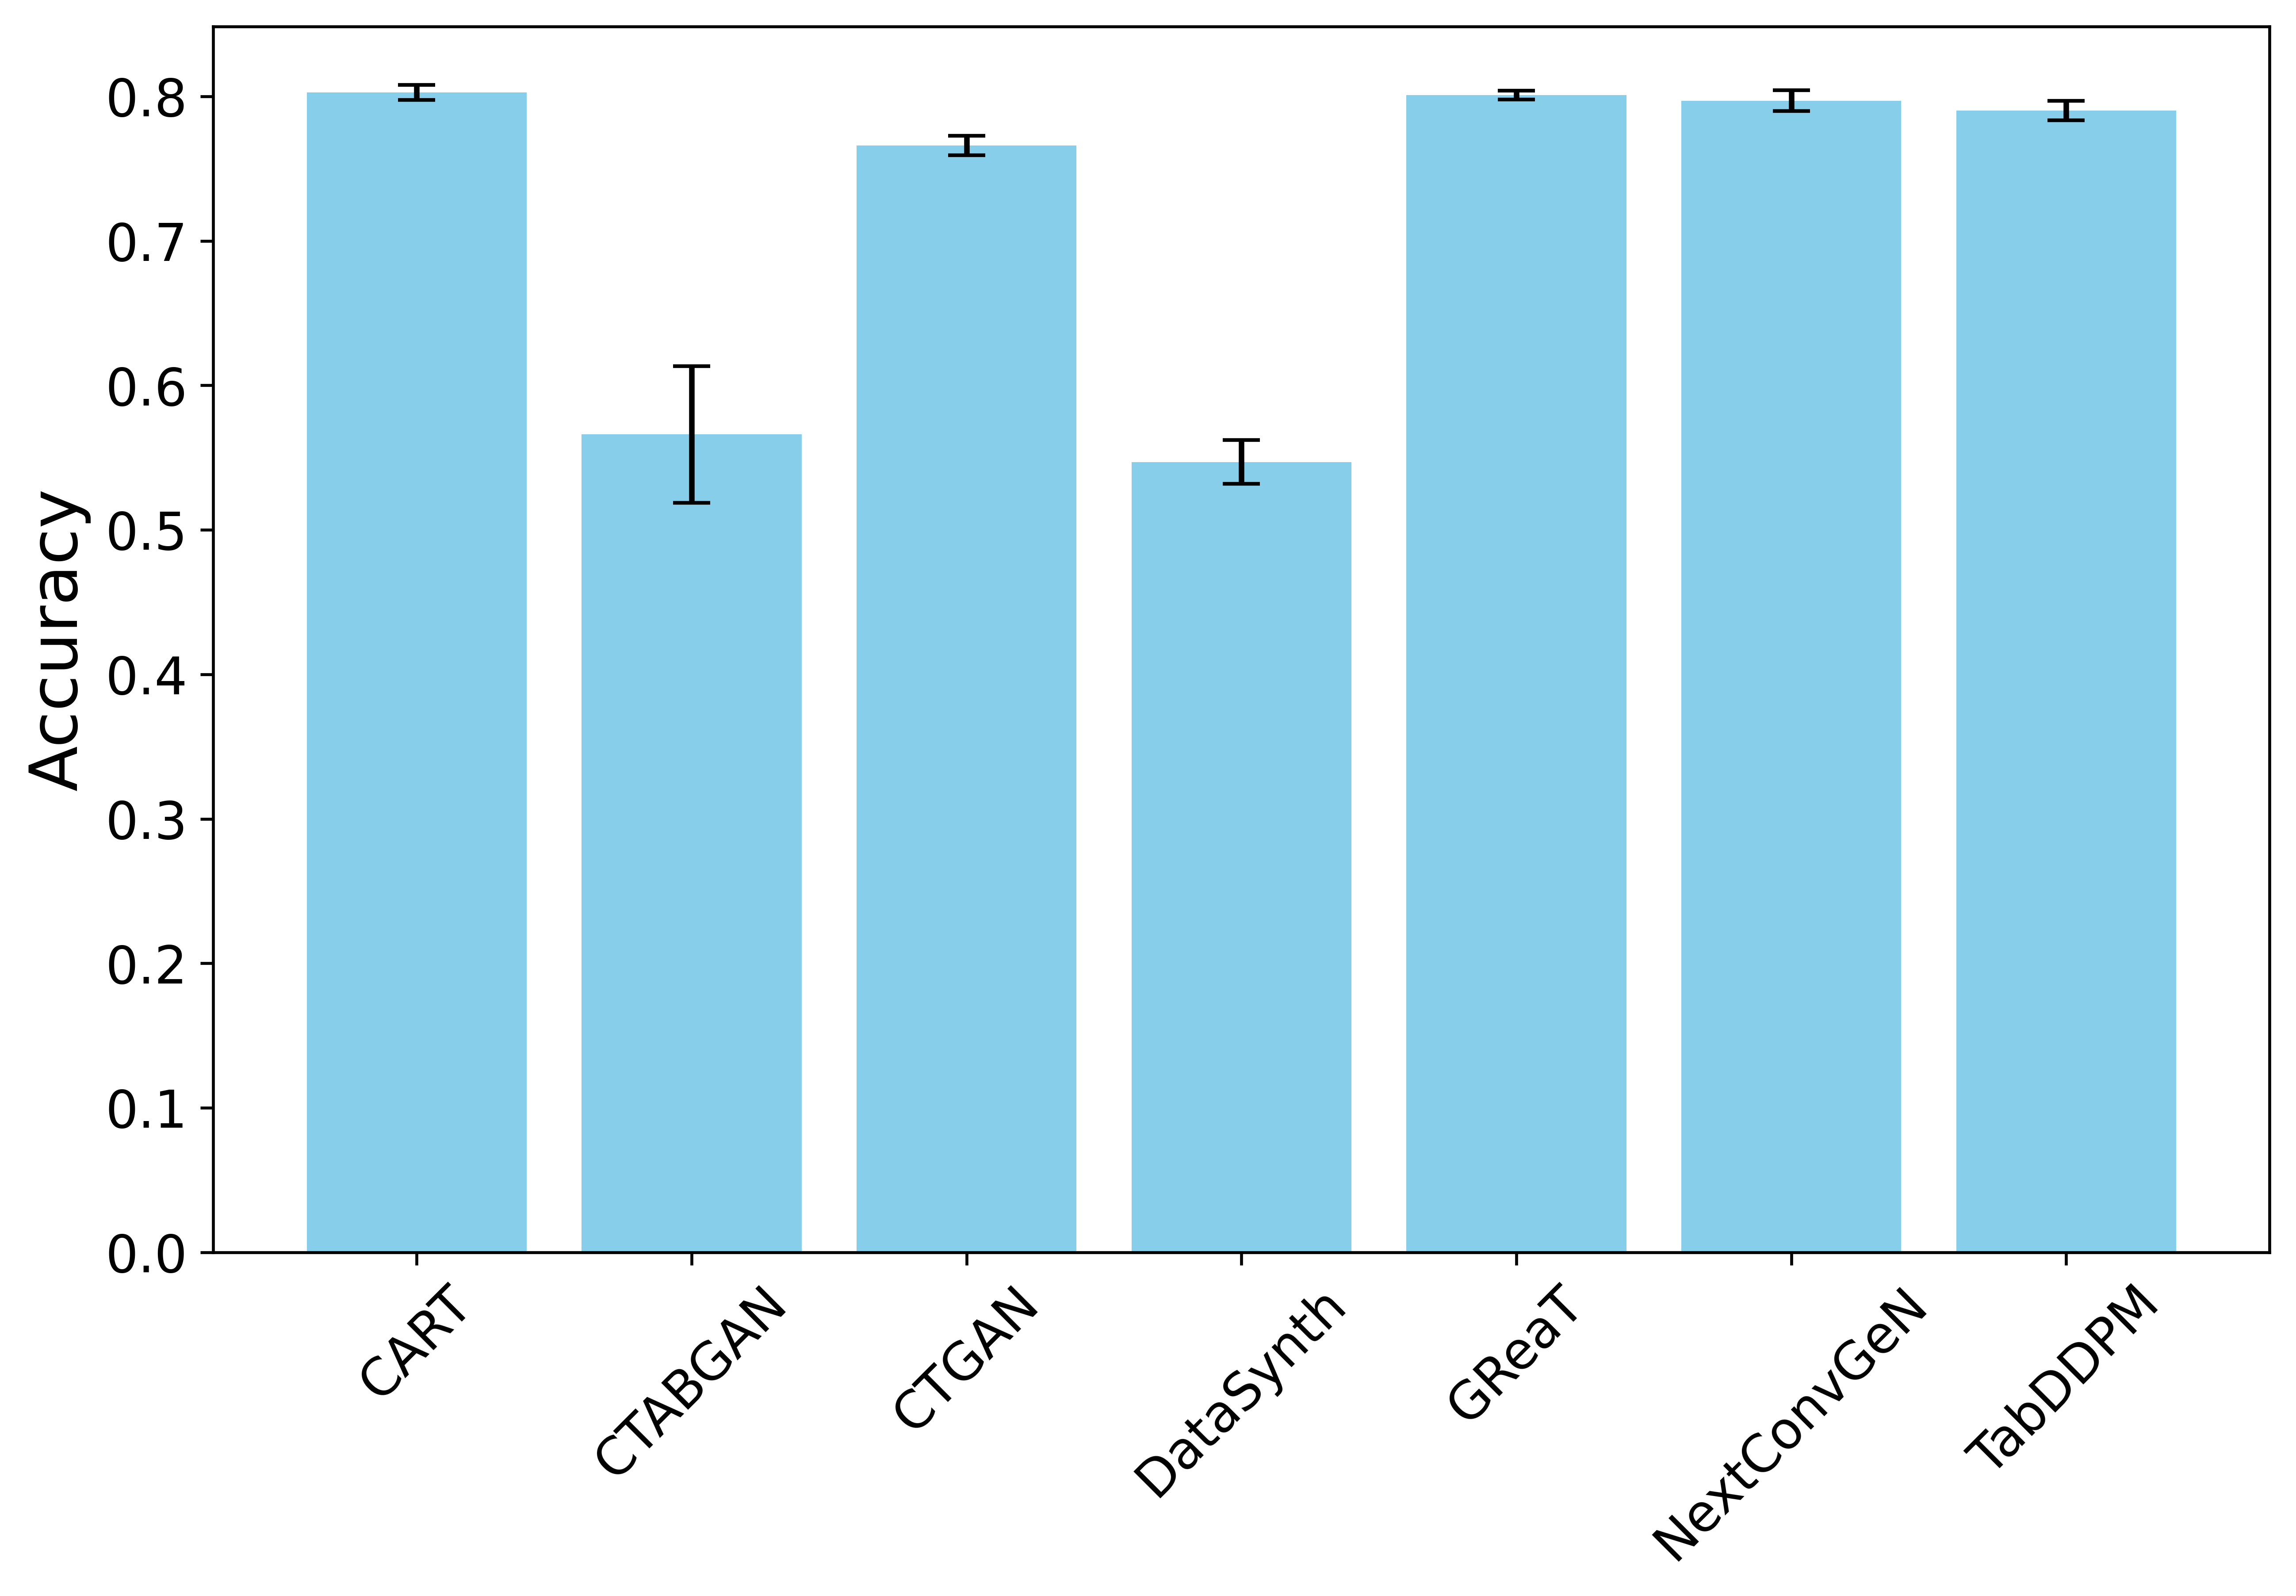 Accuracy
0.8
0.7
0.6
0.5
0.4
0.3
0.2
0.1
0.0
CART
CTABGAN
CTGAN
DataSynth
GReaT
NextConvGeN
TabDDPM